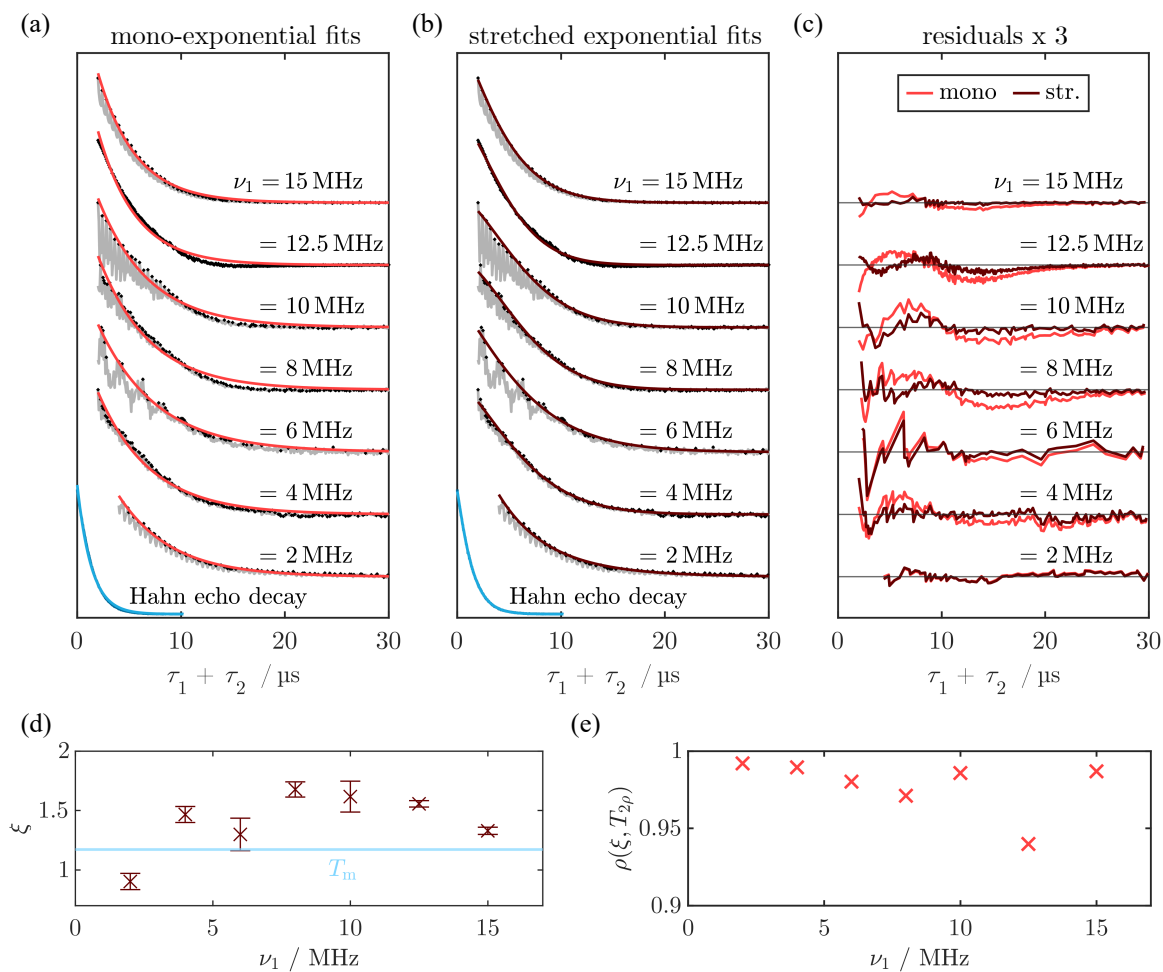 (a)
mono-exponential fits
ν₁ = 15 MHz
= 12.5 MHz
= 10 MHz
= 8 MHz
= 6 MHz
= 4 MHz
= 2 MHz
Hahn echo decay
0 10 20 30
τ₁ + τ₂ / µs
(b)
stretched exponential fits
ν₁ = 15 MHz
= 12.5 MHz
= 10 MHz
= 8 MHz
= 6 MHz
= 4 MHz
= 2 MHz
Hahn echo decay
0 10 20 30
τ₁ + τ₂ / µs
(c)
residuals x 3
mono str.
ν₁ = 15 MHz
= 12.5 MHz
= 10 MHz
= 8 MHz
= 6 MHz
= 4 MHz
= 2 MHz
0 10 20 30
τ₁ + τ₂ / µs
(d)
2
1.5
1
ξ
Tm
0 5 10 15
ν₁ / MHz
(e)
1
0.95
0.9
ρ(ξ, T₂ρ)
0 5 10 15
ν₁ / MHz